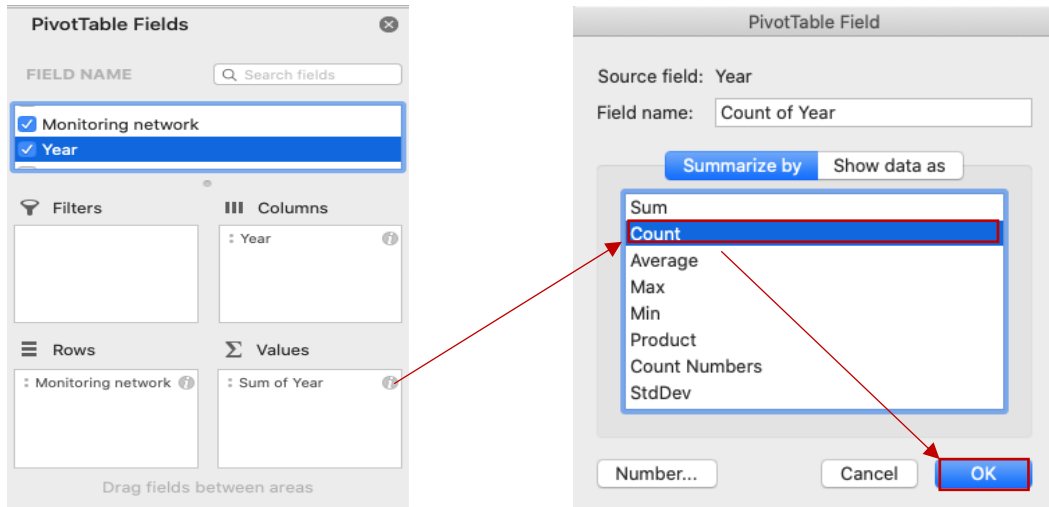 PivotTable Fields
FIELD NAME
Search fields
Monitoring network
Year
Filters
Columns
Year
Rows
Values
Monitoring network
Sum of Year
Drag fields between areas
PivotTable Field
Source field: Year
Field name: Count of Year
Summarize by
Show data as
Sum
Count
Average
Max
Min
Product
Count Numbers
StdDev
Number...
Cancel
OK